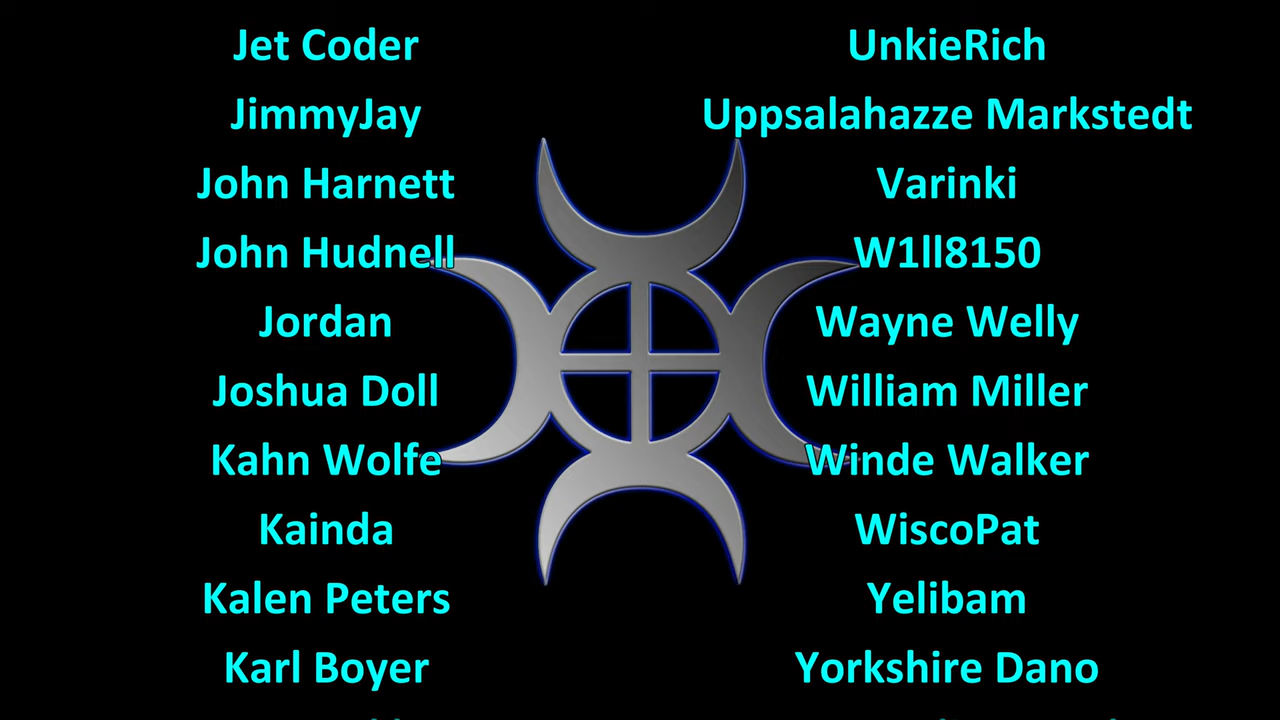 Jet Coder
JimmyJay
John Harnett
John Hudnell
Jordan
Joshua Doll
Kahn Wolfe
Kainda
Kalen Peters
Karl Boyer
UnkieRich
Uppsalahazze Markstedt
Varinki
W1ll8150
Wayne Welly
William Miller
Winde Walker
WiscoPat
Yelibam
Yorkshire Dano